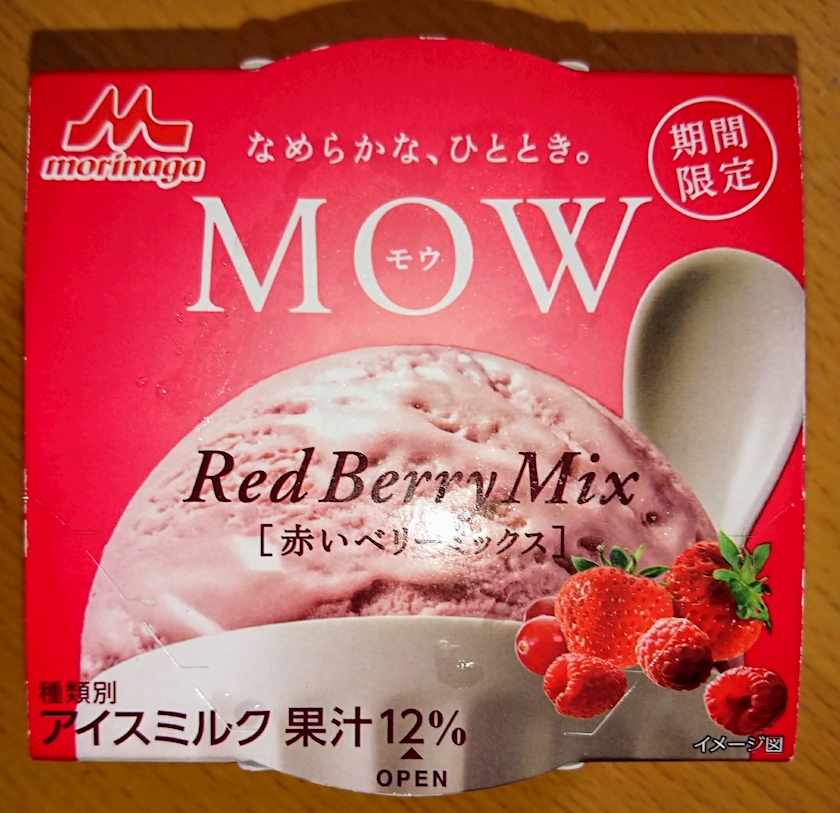 morinaga
なめらかな、ひととき。
期間
限定
MOW
モウ
Red Berry Mix
[赤いベリーミックス]
種類別
アイスミルク 果汁12%
OPEN
イメージ図